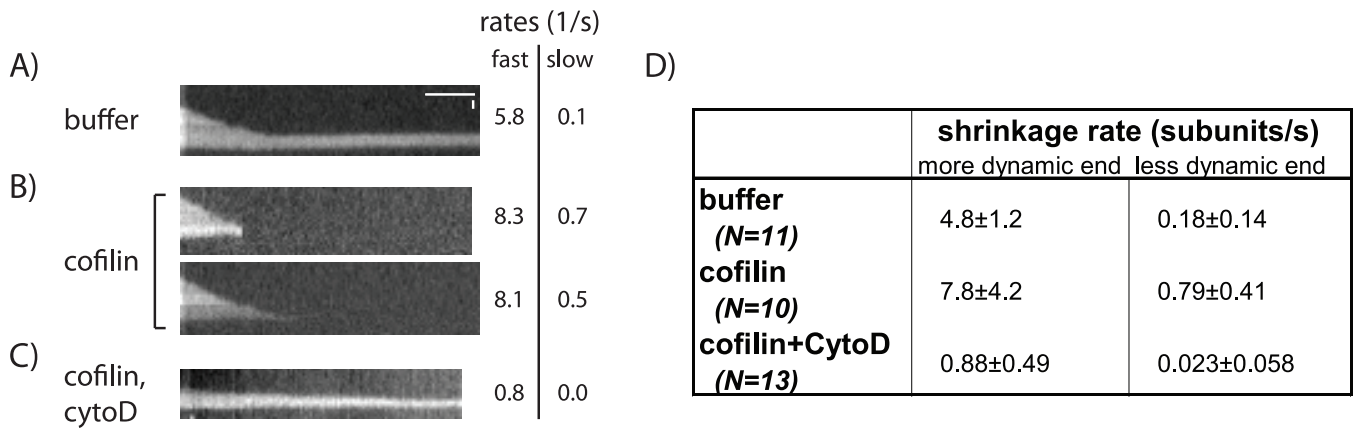 rates (1/s)
fast slow
A)
buffer
5.8 0.1
B)
cofilin
8.3 0.7
8.1 0.5
C)
cofilin,
cytoD
0.8 0.0
D)
shrinkage rate (subunits/s)
more dynamic end less dynamic end
buffer
(N=11)
4.8±1.2 0.18±0.14
cofilin
(N=10)
7.8±4.2 0.79±0.41
cofilin+CytoD
(N=13)
0.88±0.49 0.023±0.058